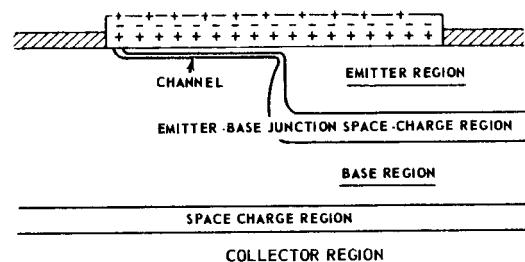 EMITTER REGION
CHANNEL
EMITTER-BASE JUNCTION SPACE-CHARGE REGION
BASE REGION
SPACE CHARGE REGION
COLLECTOR REGION